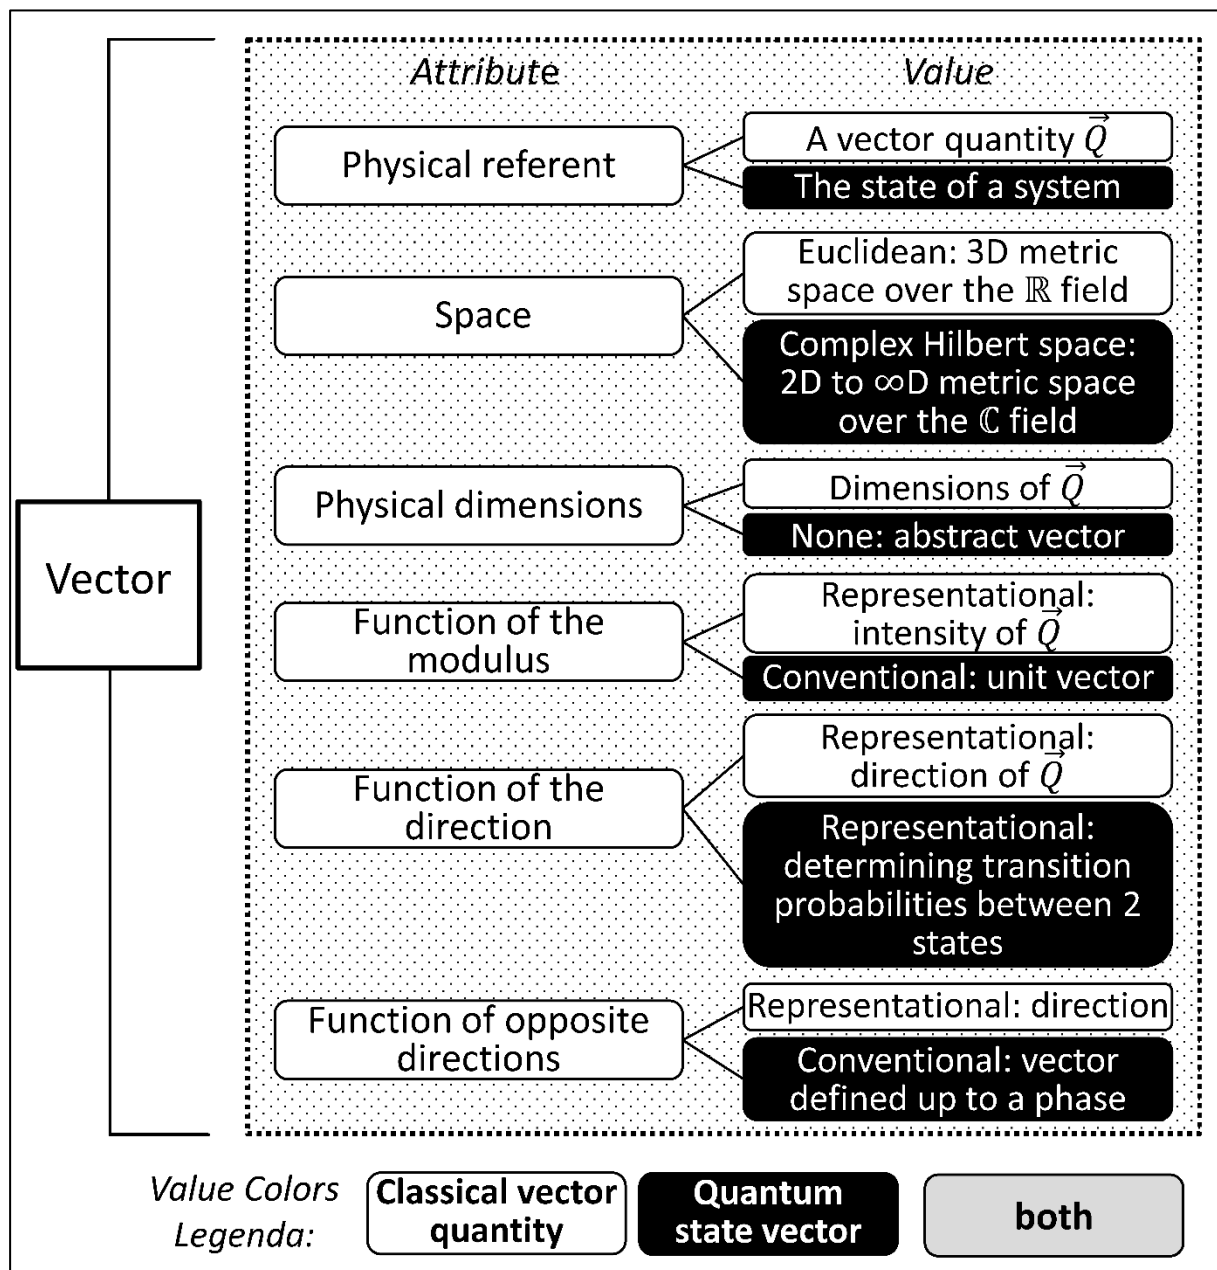 Attribute
Value
Vector
Physical referent
A vector quantity $\vec{Q}$
The state of a system
Space
Euclidean: 3D metric
space over the ℝ field
Complex Hilbert space:
2D to ∞D metric space
over the ℂ field
Physical dimensions
Dimensions of $\vec{Q}$
None: abstract vector
Function of the
modulus
Representational:
intensity of $\vec{Q}$
Conventional: unit vector
Function of the
direction
Representational:
direction of $\vec{Q}$
Representational:
determining transition
probabilities between 2
states
Function of opposite
directions
Representational: direction
Conventional: vector
defined up to a phase
Value Colors
Legenda:
Classical vector
quantity
Quantum
state vector
both